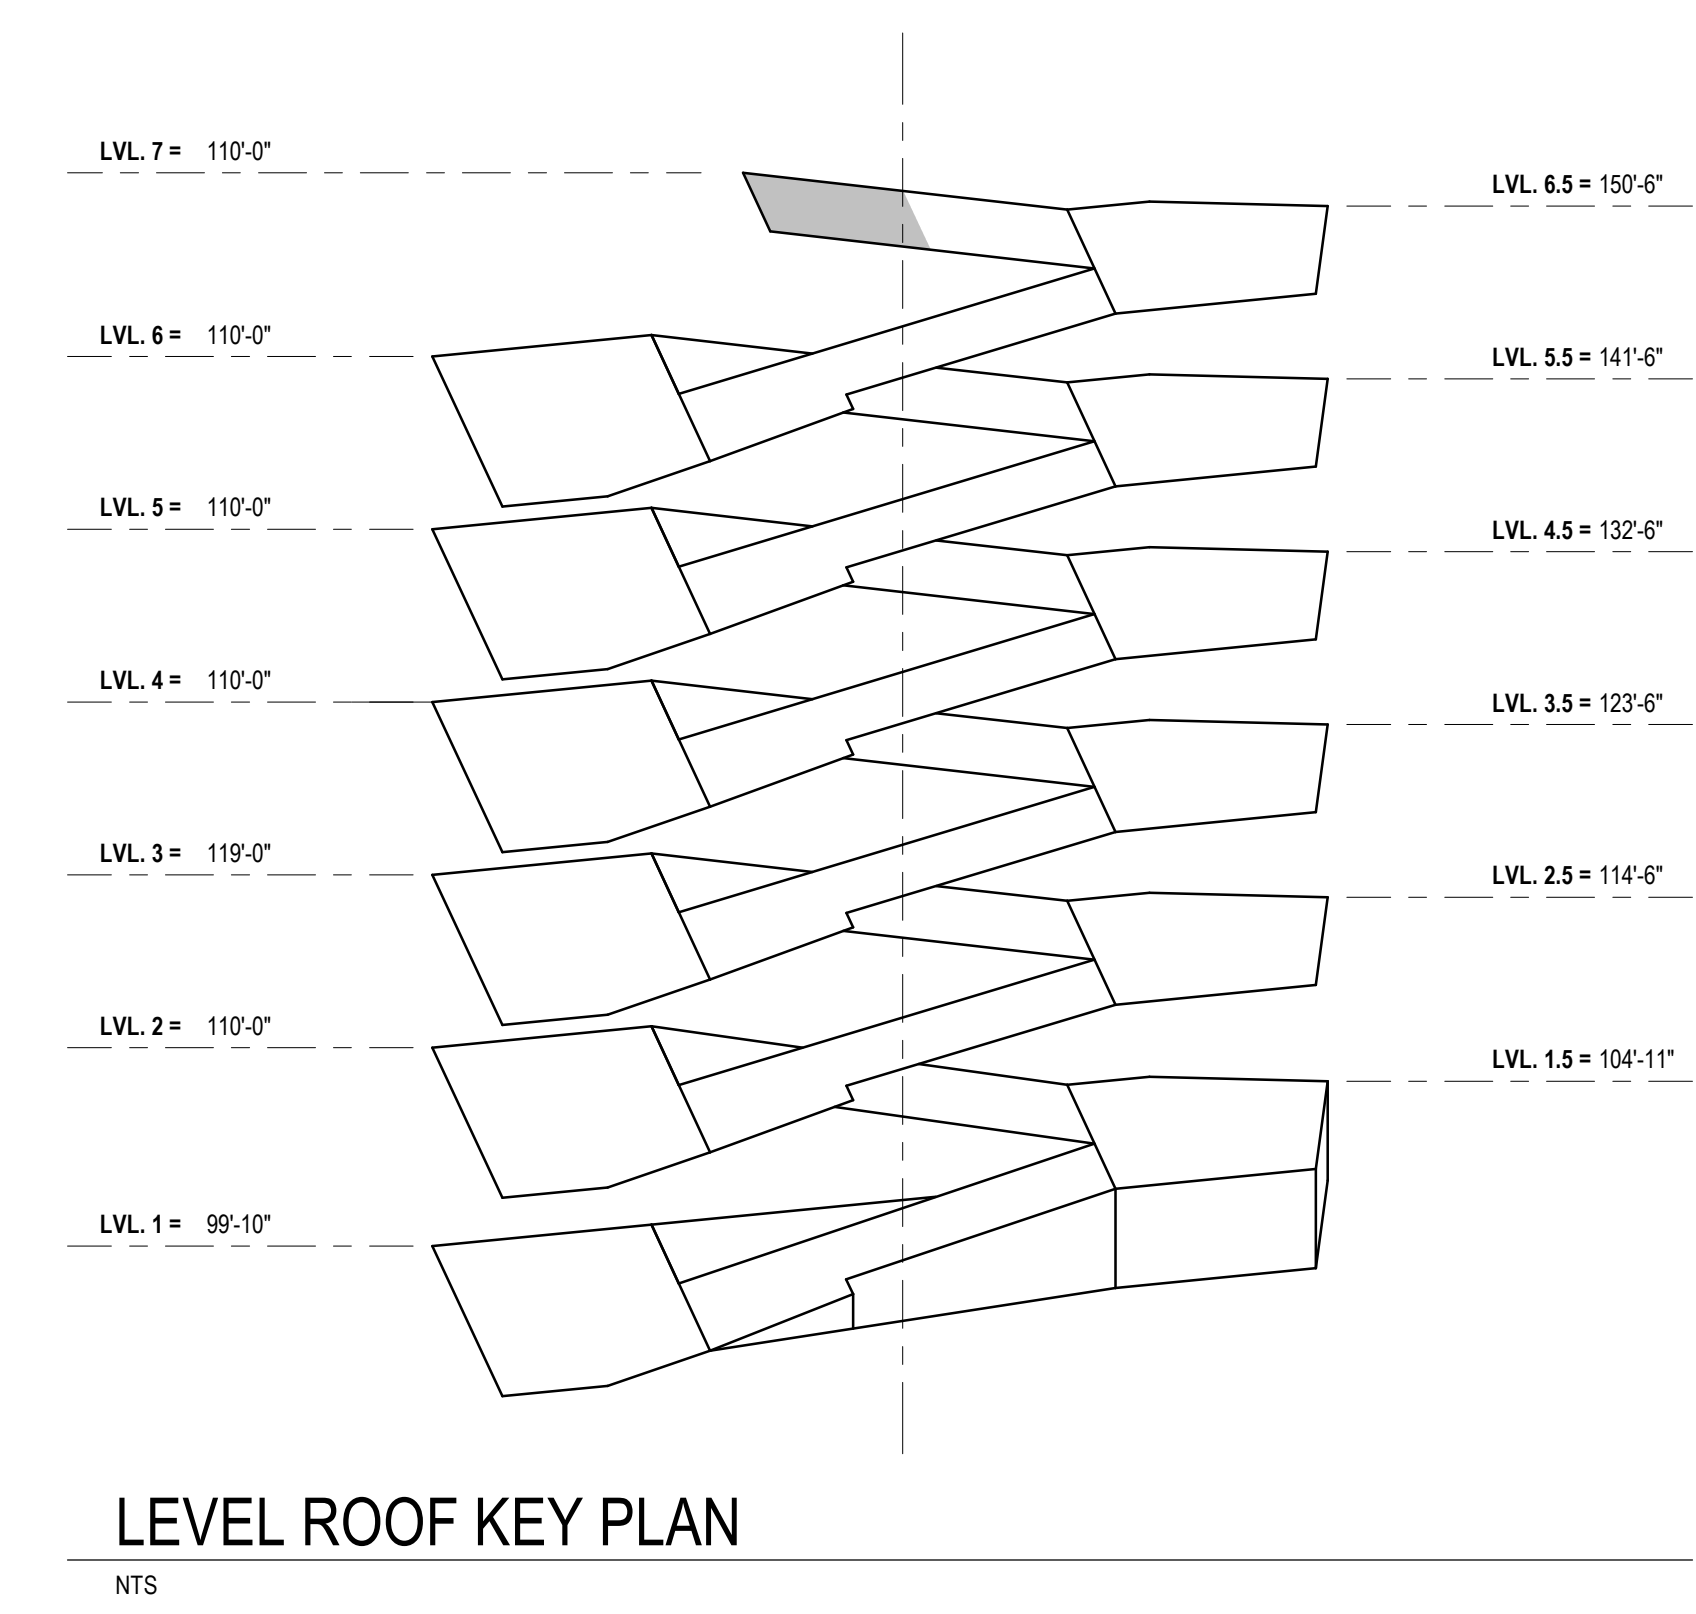 LVL. 7 = 110'-0"
LVL. 6.5 = 150'-6"
LVL. 6 = 110'-0"
LVL. 5.5 = 141'-6"
LVL. 5 = 110'-0"
LVL. 4.5 = 132'-6"
LVL. 4 = 110'-0"
LVL. 3.5 = 123'-6"
LVL. 3 = 119'-0"
LVL. 2.5 = 114'-6"
LVL. 2 = 110'-0"
LVL. 1.5 = 104'-11"
LVL. 1 = 99'-10"
LEVEL ROOF KEY PLAN
NTS